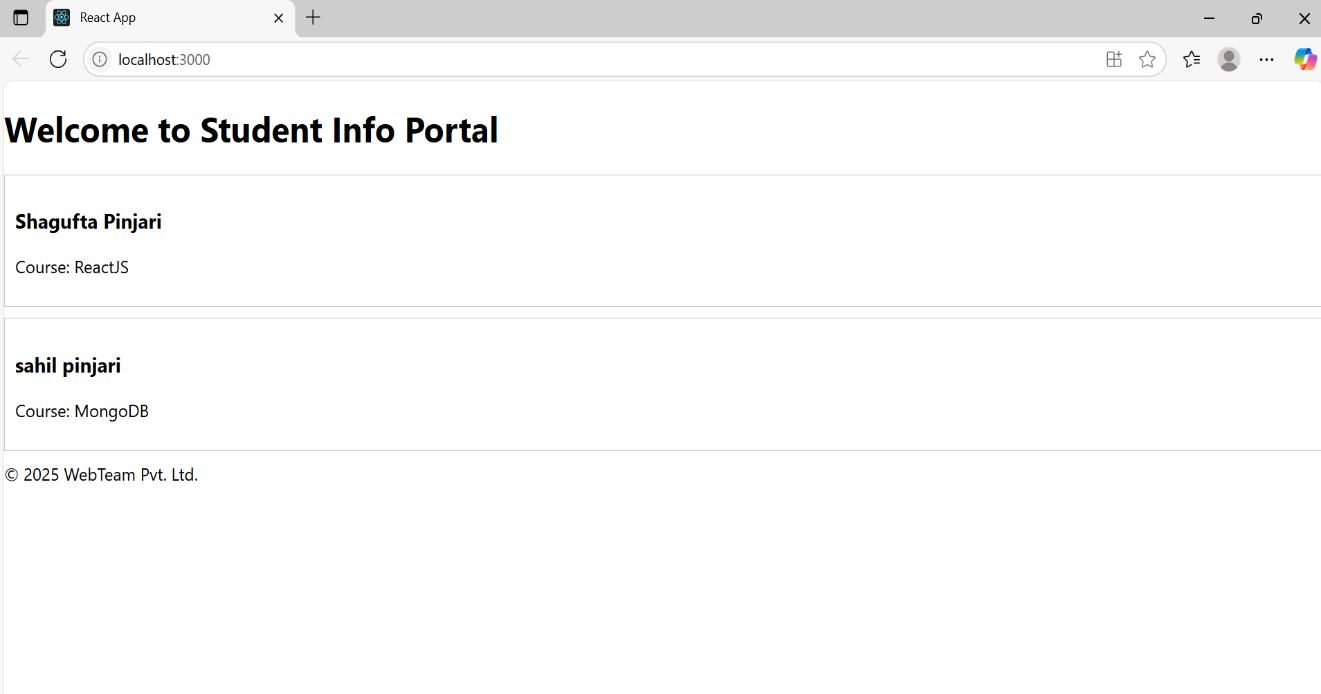 React App
localhost:3000
Welcome to Student Info Portal
Shagufta Pinjari
Course: ReactJS
sahil pinjari
Course: MongoDB
© 2025 WebTeam Pvt. Ltd.